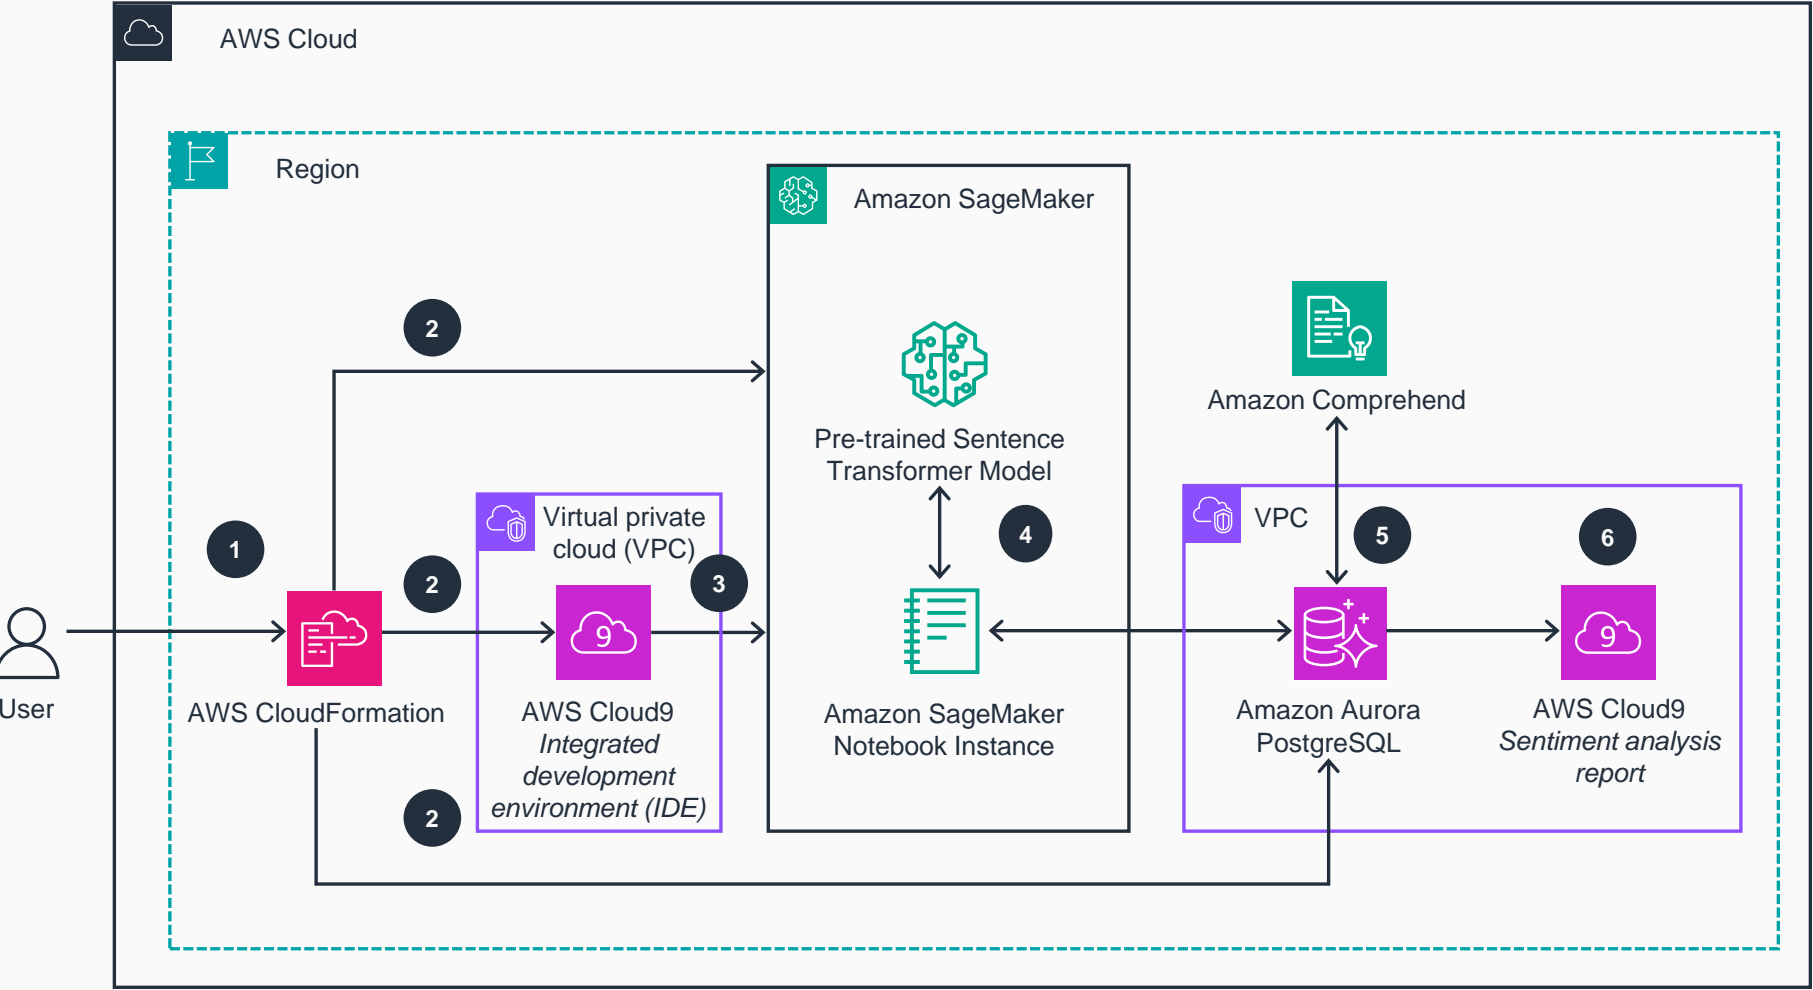 AWS Cloud
Region
Amazon SageMaker
2
Pre-trained Sentence
Transformer Model
Amazon Comprehend
1
2
Virtual private
cloud (VPC)
3
4
VPC
5
6
9
9
User
AWS CloudFormation
AWS Cloud9
Integrated
development
environment (IDE)
Amazon SageMaker
Notebook Instance
Amazon Aurora
PostgreSQL
AWS Cloud9
Sentiment analysis
report
2